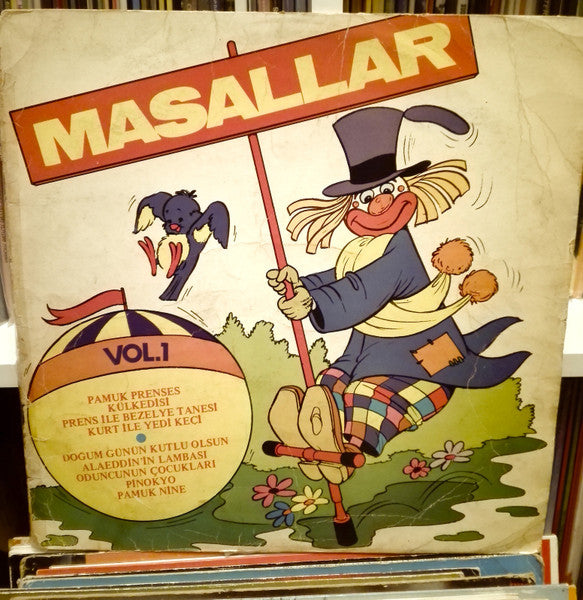 MASALLAR
VOL.1
PAMUK PRENSES
KÜLKEDİSİ
PRENS İLE BEZELYE TANESİ
KURT İLE YEDİ KEÇİ
DOĞUM GÜNÜN KUTLU OLSUN
ALAEDDİN'İN LAMBASI
ODUNCUNUN ÇOCUKLARI
PİNOKYO
PAMUK NİNE